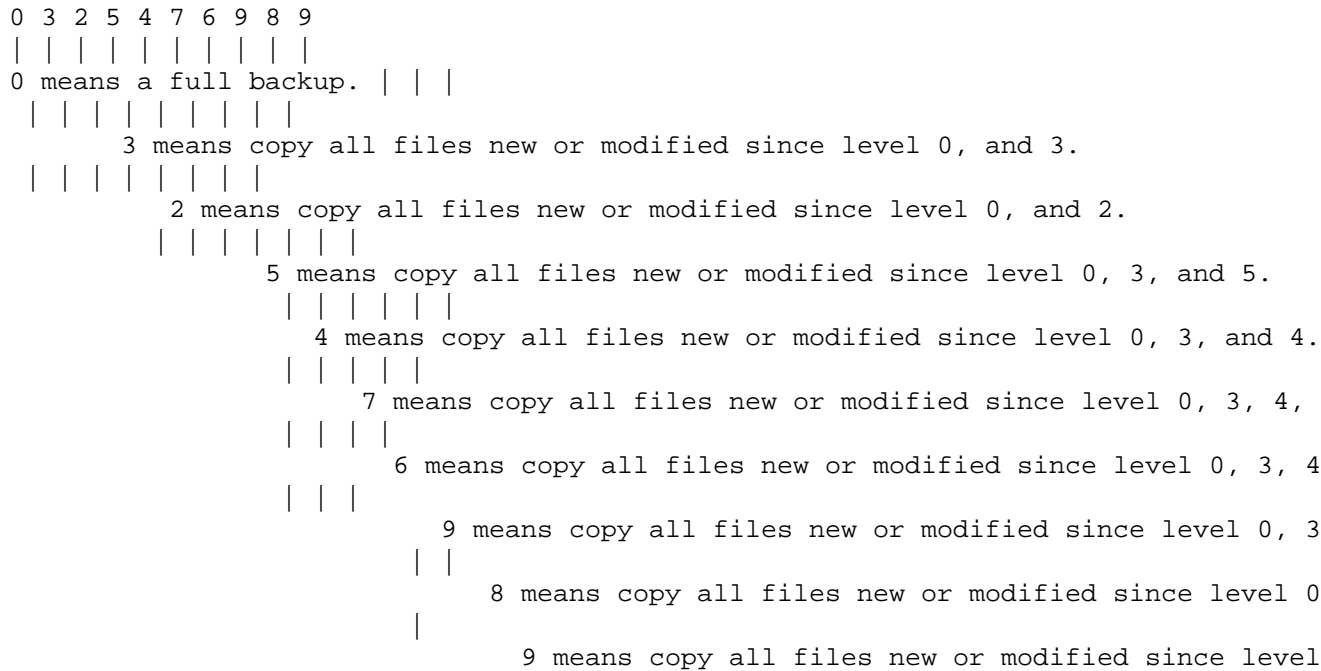 0 3 2 5 4 7 6 9 8 9
| | | | | | | | | |
0 means a full backup. | | |
| | | | | | | | |
3 means copy all files new or modified since level 0, and 3.
| | | | | | | |
2 means copy all files new or modified since level 0, and 2.
| | | | | | |
5 means copy all files new or modified since level 0, 3, and 5.
| | | | | |
4 means copy all files new or modified since level 0, 3, and 4.
| | | | |
7 means copy all files new or modified since level 0, 3, 4,
| | | |
6 means copy all files new or modified since level 0, 3, 4
| | |
9 means copy all files new or modified since level 0, 3
| |
8 means copy all files new or modified since level 0
|
9 means copy all files new or modified since level